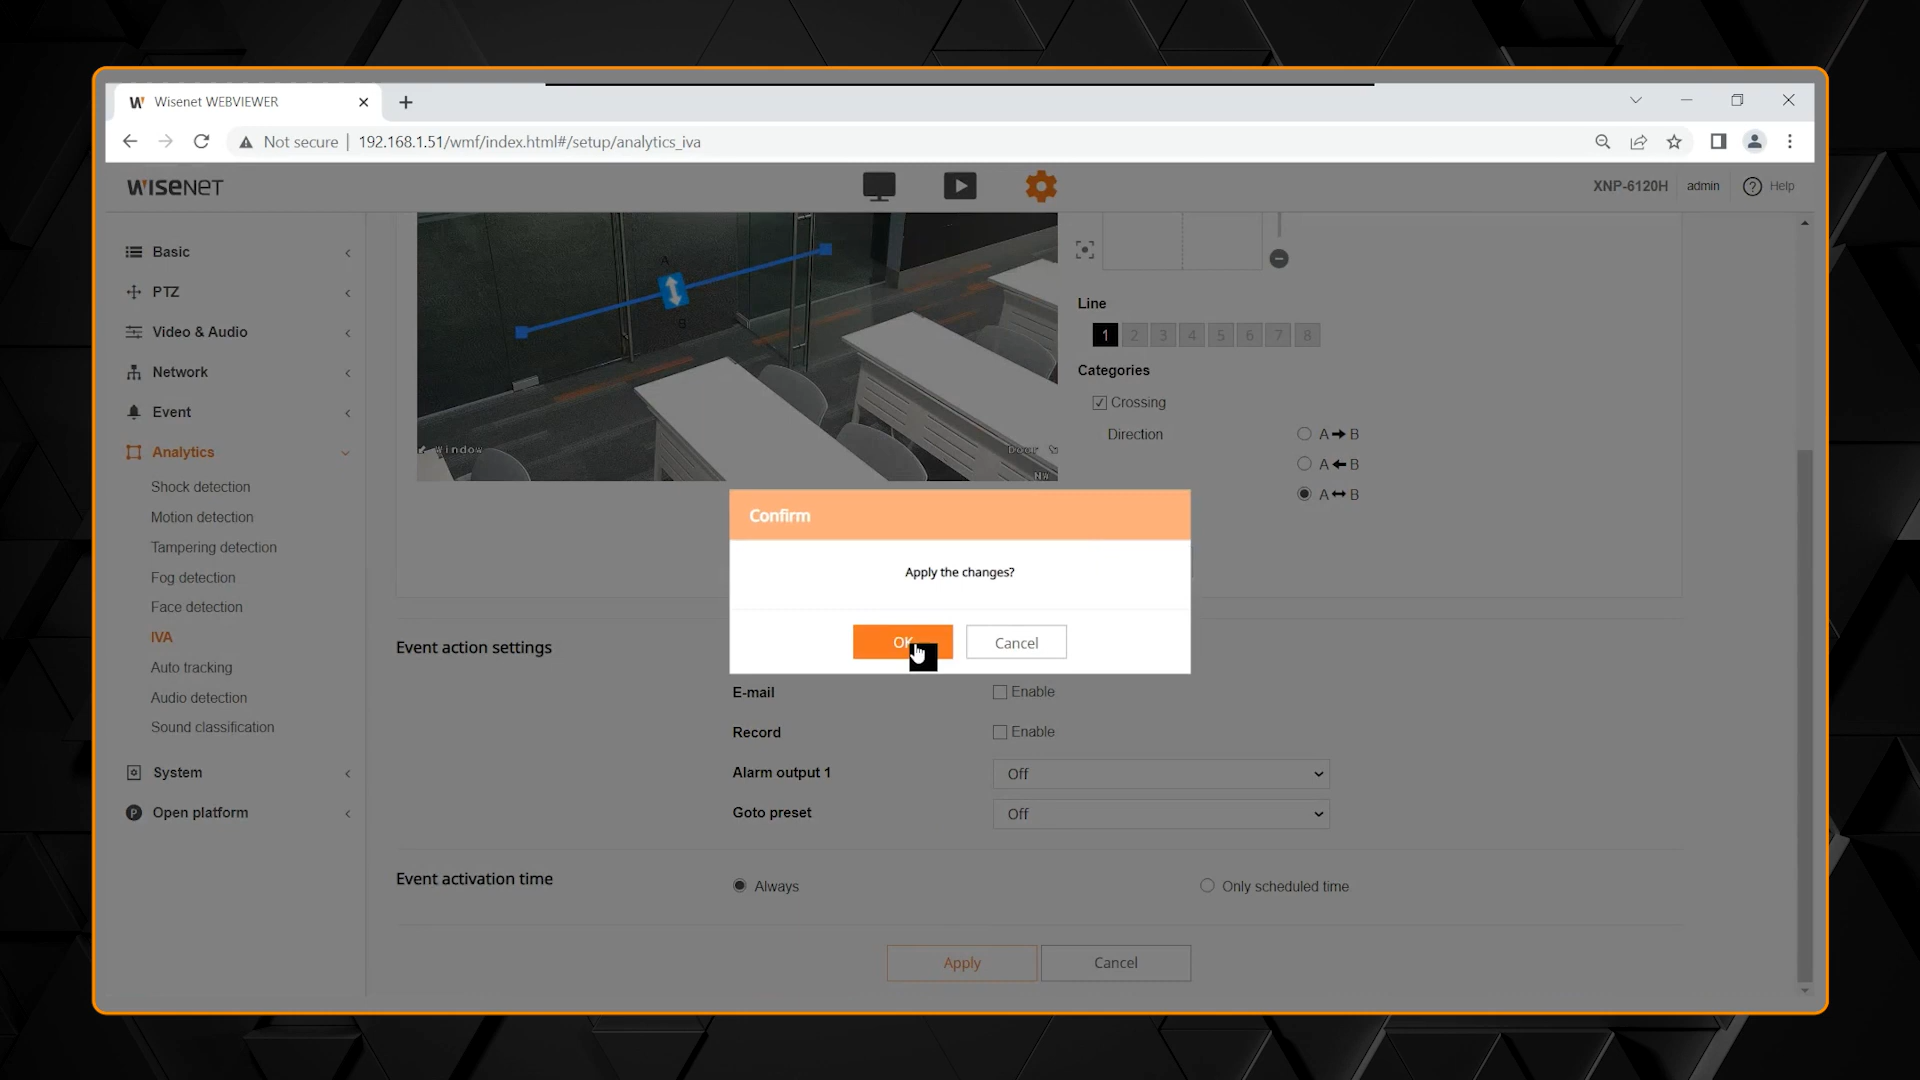 Wisenet WEBVIEWER
Not secure | 192.168.1.51/wmf/index.html#/setup/analytics_iva
WISENET
XNP-6120H admin Help
Basic
PTZ
Video & Audio
Network
Event
Analytics
Shock detection
Motion detection
Tampering detection
Fog detection
Face detection
IVA
Auto tracking
Audio detection
Sound classification
System
Open platform
A
B
Window
Door
NW
Line
1 2 3 4 5 6 7 8
Categories
Crossing
Direction
A → B
A ← B
A ↔ B
Confirm
Apply the changes?
OK Cancel
Event action settings
E-mail Enable
Record Enable
Alarm output 1 Off
Goto preset Off
Event activation time Always Only scheduled time
Apply Cancel